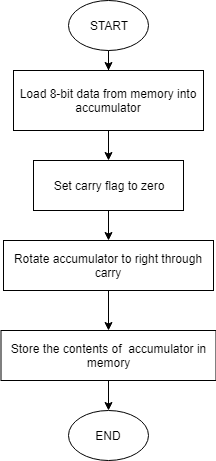 START
Load 8-bit data from memory into
accumulator
Set carry flag to zero
Rotate accumulator to right through
carry
Store the contents of accumulator in
memory
END